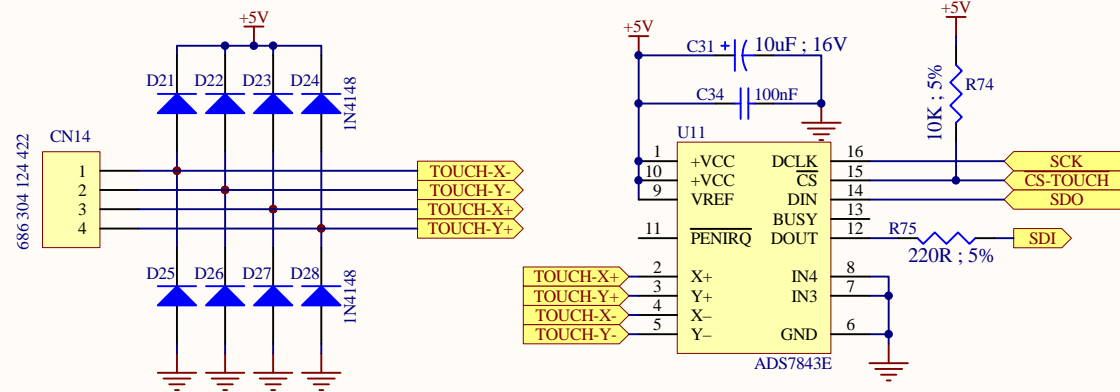 +5V
D21
D22
D23
D24
1N4148
CN14
686 304 124 422
1
2
3
4
TOUCH-X-
TOUCH-Y-
TOUCH-X+
TOUCH-Y+
D25
D26
D27
D28
1N4148
+5V
C31
+
10uF ; 16V
C34
100nF
+5V
10K ; 5%
R74
U11
1
+VCC
DCLK
16
SCK
10
+VCC
CS
15
CS-TOUCH
9
VREF
DIN
14
SDO
BUSY
13
11
PENIRQ
DOUT
12
R75
220R ; 5%
SDI
TOUCH-X+
2
X+
IN4
8
TOUCH-Y+
3
Y+
IN3
7
TOUCH-X-
4
X−
TOUCH-Y-
5
Y−
GND
6
ADS7843E